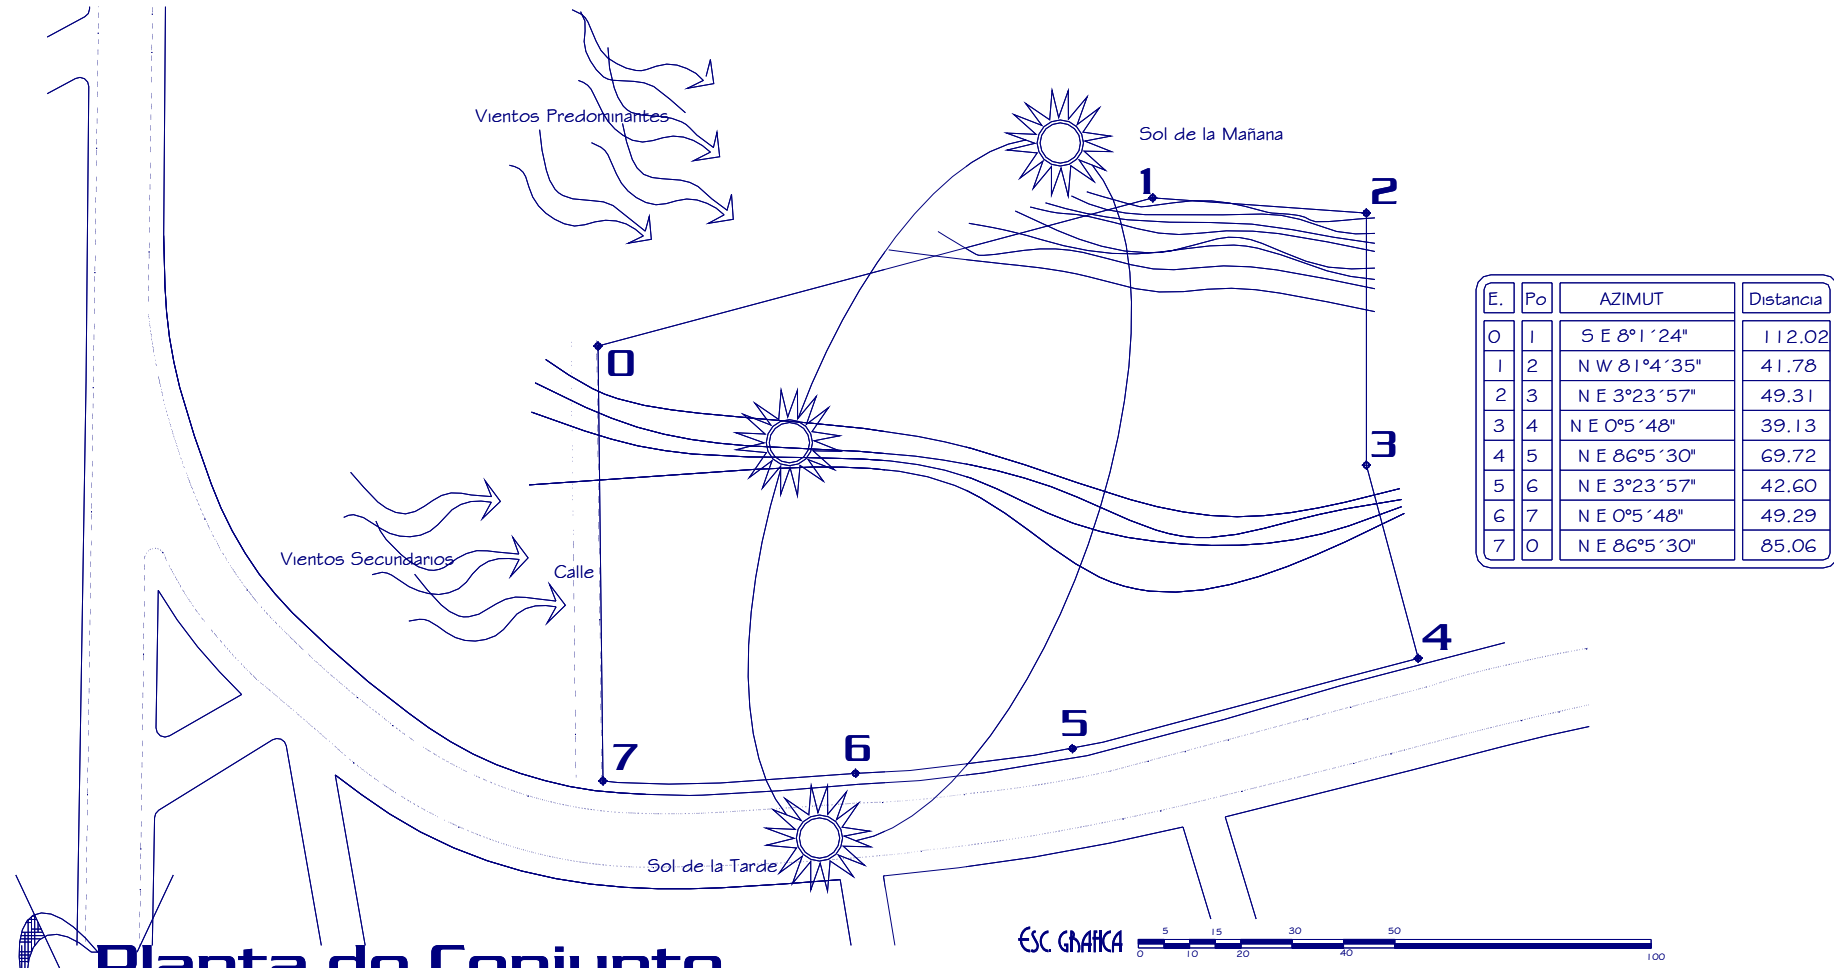 Vientos Predominantes
Sol de la Mañana
1
2
0
3
4
5
6
7
E. Po AZIMUT Distancia
0 1 S E 8°1´24" 112.02
1 2 N W 81°4´35" 41.78
2 3 N E 3°23´57" 49.31
3 4 N E 0°5´48" 39.13
4 5 N E 86°5´30" 69.72
5 6 N E 3°23´57" 42.60
6 7 N E 0°5´48" 49.29
7 0 N E 86°5´30" 85.06
Vientos Secundarios
Calle
Sol de la Tarde
Planta de Conjunto
ESC. GRAFICA
5 15 30 50
0 10 20 40 100